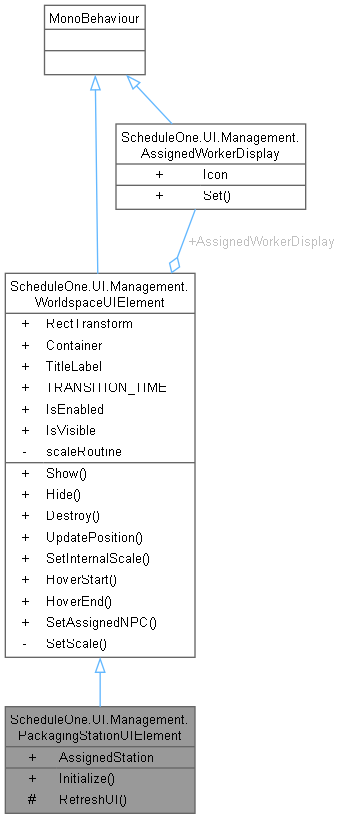 MonoBehaviour
ScheduleOne.UI.Management.
AssignedWorkerDisplay
+ Icon
+ Set()
+AssignedWorkerDisplay
ScheduleOne.UI.Management.
WorldspaceUIElement
+ RectTransform
+ Container
+ TitleLabel
+ TRANSITION_TIME
+ IsEnabled
+ IsVisible
- scaleRoutine
+ Show()
+ Hide()
+ Destroy()
+ UpdatePosition()
+ SetInternalScale()
+ HoverStart()
+ HoverEnd()
+ SetAssignedNPC()
- SetScale()
ScheduleOne.UI.Management.
PackagingStationUIElement
+ AssignedStation
+ Initialize()
# RefreshUI()